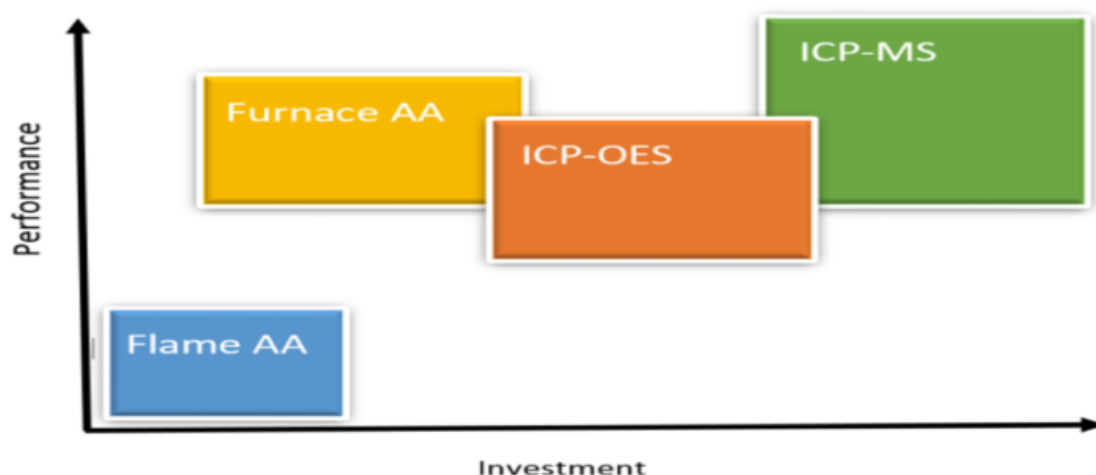 ICP-MS
Furnace AA
ICP-OES
Performance
Flame AA
Investment